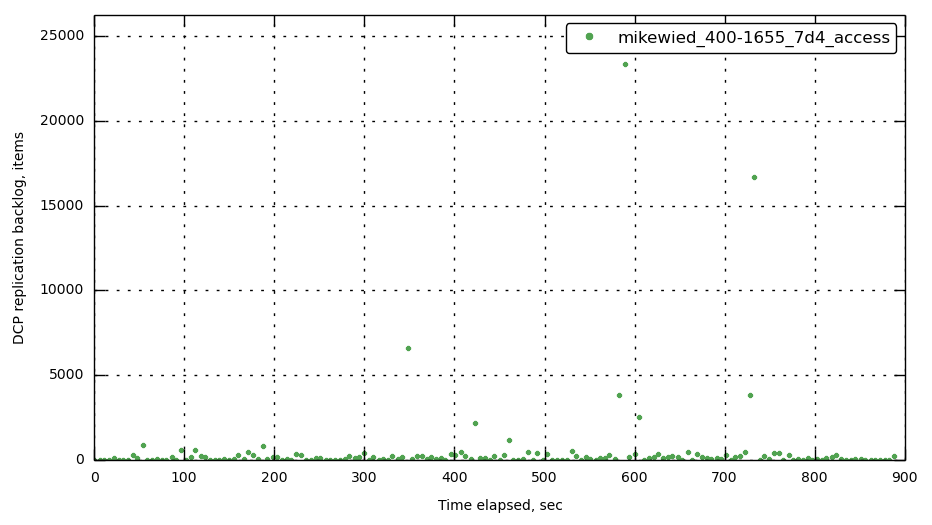 mikewied_400-1655_7d4_access
DCP replication backlog, items
25000
20000
15000
10000
5000
0
0 100 200 300 400 500 600 700 800 900
Time elapsed, sec